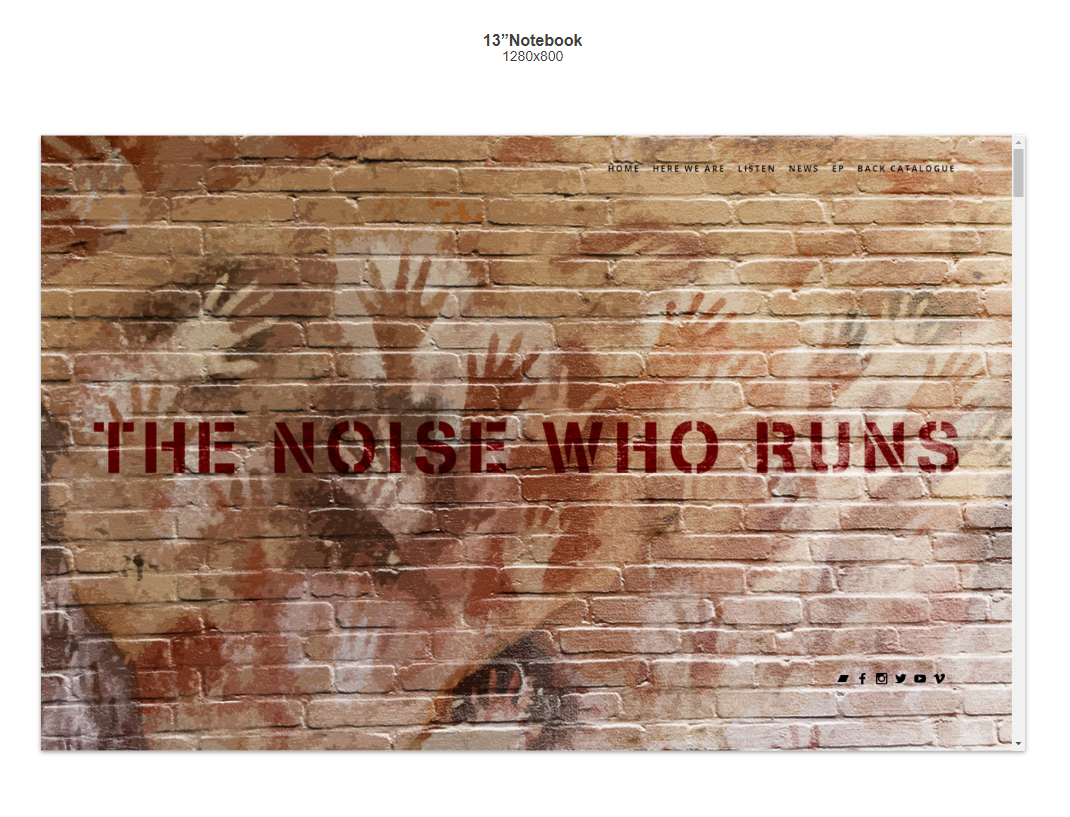 13”Notebook
1280x800
HOME HERE WE ARE LISTEN NEWS EP BACK CATALOGUE
THE NOISE WHO RUNS